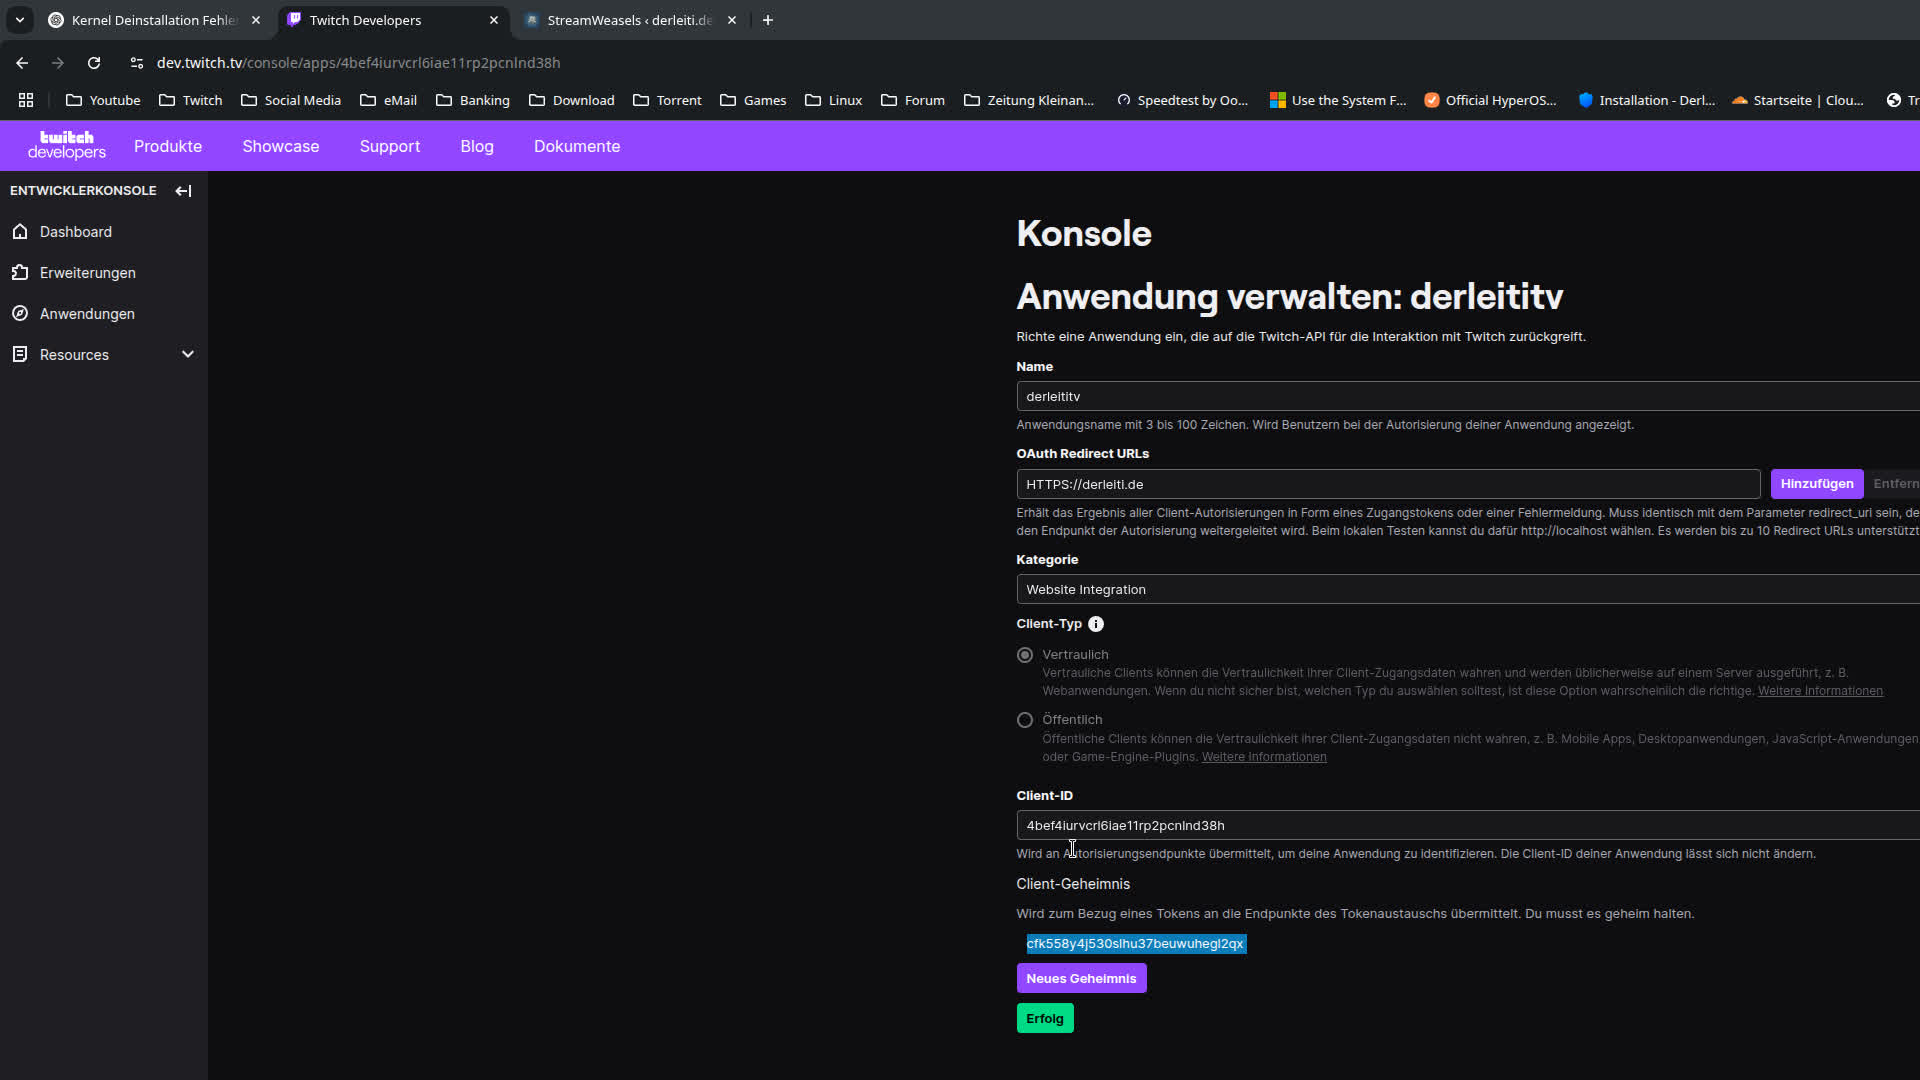 Kernel Deinstallation Fehle
Twitch Developers
StreamWeasels ‹ derleiti.de
dev.twitch.tv/console/apps/4bef4iurvcrl6iae11rp2pcnlnd38h
Youtube
Twitch
Social Media
eMail
Banking
Download
Torrent
Games
Linux
Forum
Zeitung Kleinan...
Speedtest by Oo...
Use the System F...
Official HyperOS...
Installation - Derl...
Startseite | Clou...
Tr
twitch
developers
Produkte
Showcase
Support
Blog
Dokumente
ENTWICKLERKONSOLE
Dashboard
Erweiterungen
Anwendungen
Resources
Konsole
Anwendung verwalten: derleititv
Richte eine Anwendung ein, die auf die Twitch-API für die Interaktion mit Twitch zurückgreift.
Name
derleititv
Anwendungsname mit 3 bis 100 Zeichen. Wird Benutzern bei der Autorisierung deiner Anwendung angezeigt.
OAuth Redirect URLs
HTTPS://derleiti.de
Hinzufügen
Entfern
Erhält das Ergebnis aller Client-Autorisierungen in Form eines Zugangstokens oder einer Fehlermeldung. Muss identisch mit dem Parameter redirect_uri sein, de
den Endpunkt der Autorisierung weitergeleitet wird. Beim lokalen Testen kannst du dafür http://localhost wählen. Es werden bis zu 10 Redirect URLs unterstützt
Kategorie
Website Integration
Client-Typ
Vertraulich
Vertrauliche Clients können die Vertraulichkeit ihrer Client-Zugangsdaten wahren und werden üblicherweise auf einem Server ausgeführt, z. B.
Webanwendungen. Wenn du nicht sicher bist, welchen Typ du auswählen solltest, ist diese Option wahrscheinlich die richtige. Weitere Informationen
Öffentlich
Öffentliche Clients können die Vertraulichkeit ihrer Client-Zugangsdaten nicht wahren, z. B. Mobile Apps, Desktopanwendungen, JavaScript-Anwendungen
oder Game-Engine-Plugins. Weitere Informationen
Client-ID
4bef4iurvcrl6iae11rp2pcnlnd38h
Wird an Autorisierungsendpunkte übermittelt, um deine Anwendung zu identifizieren. Die Client-ID deiner Anwendung lässt sich nicht ändern.
Client-Geheimnis
Wird zum Bezug eines Tokens an die Endpunkte des Tokenaustauschs übermittelt. Du musst es geheim halten.
cfk558y4j530slhu37beuwuhegl2qx
Neues Geheimnis
Erfolg